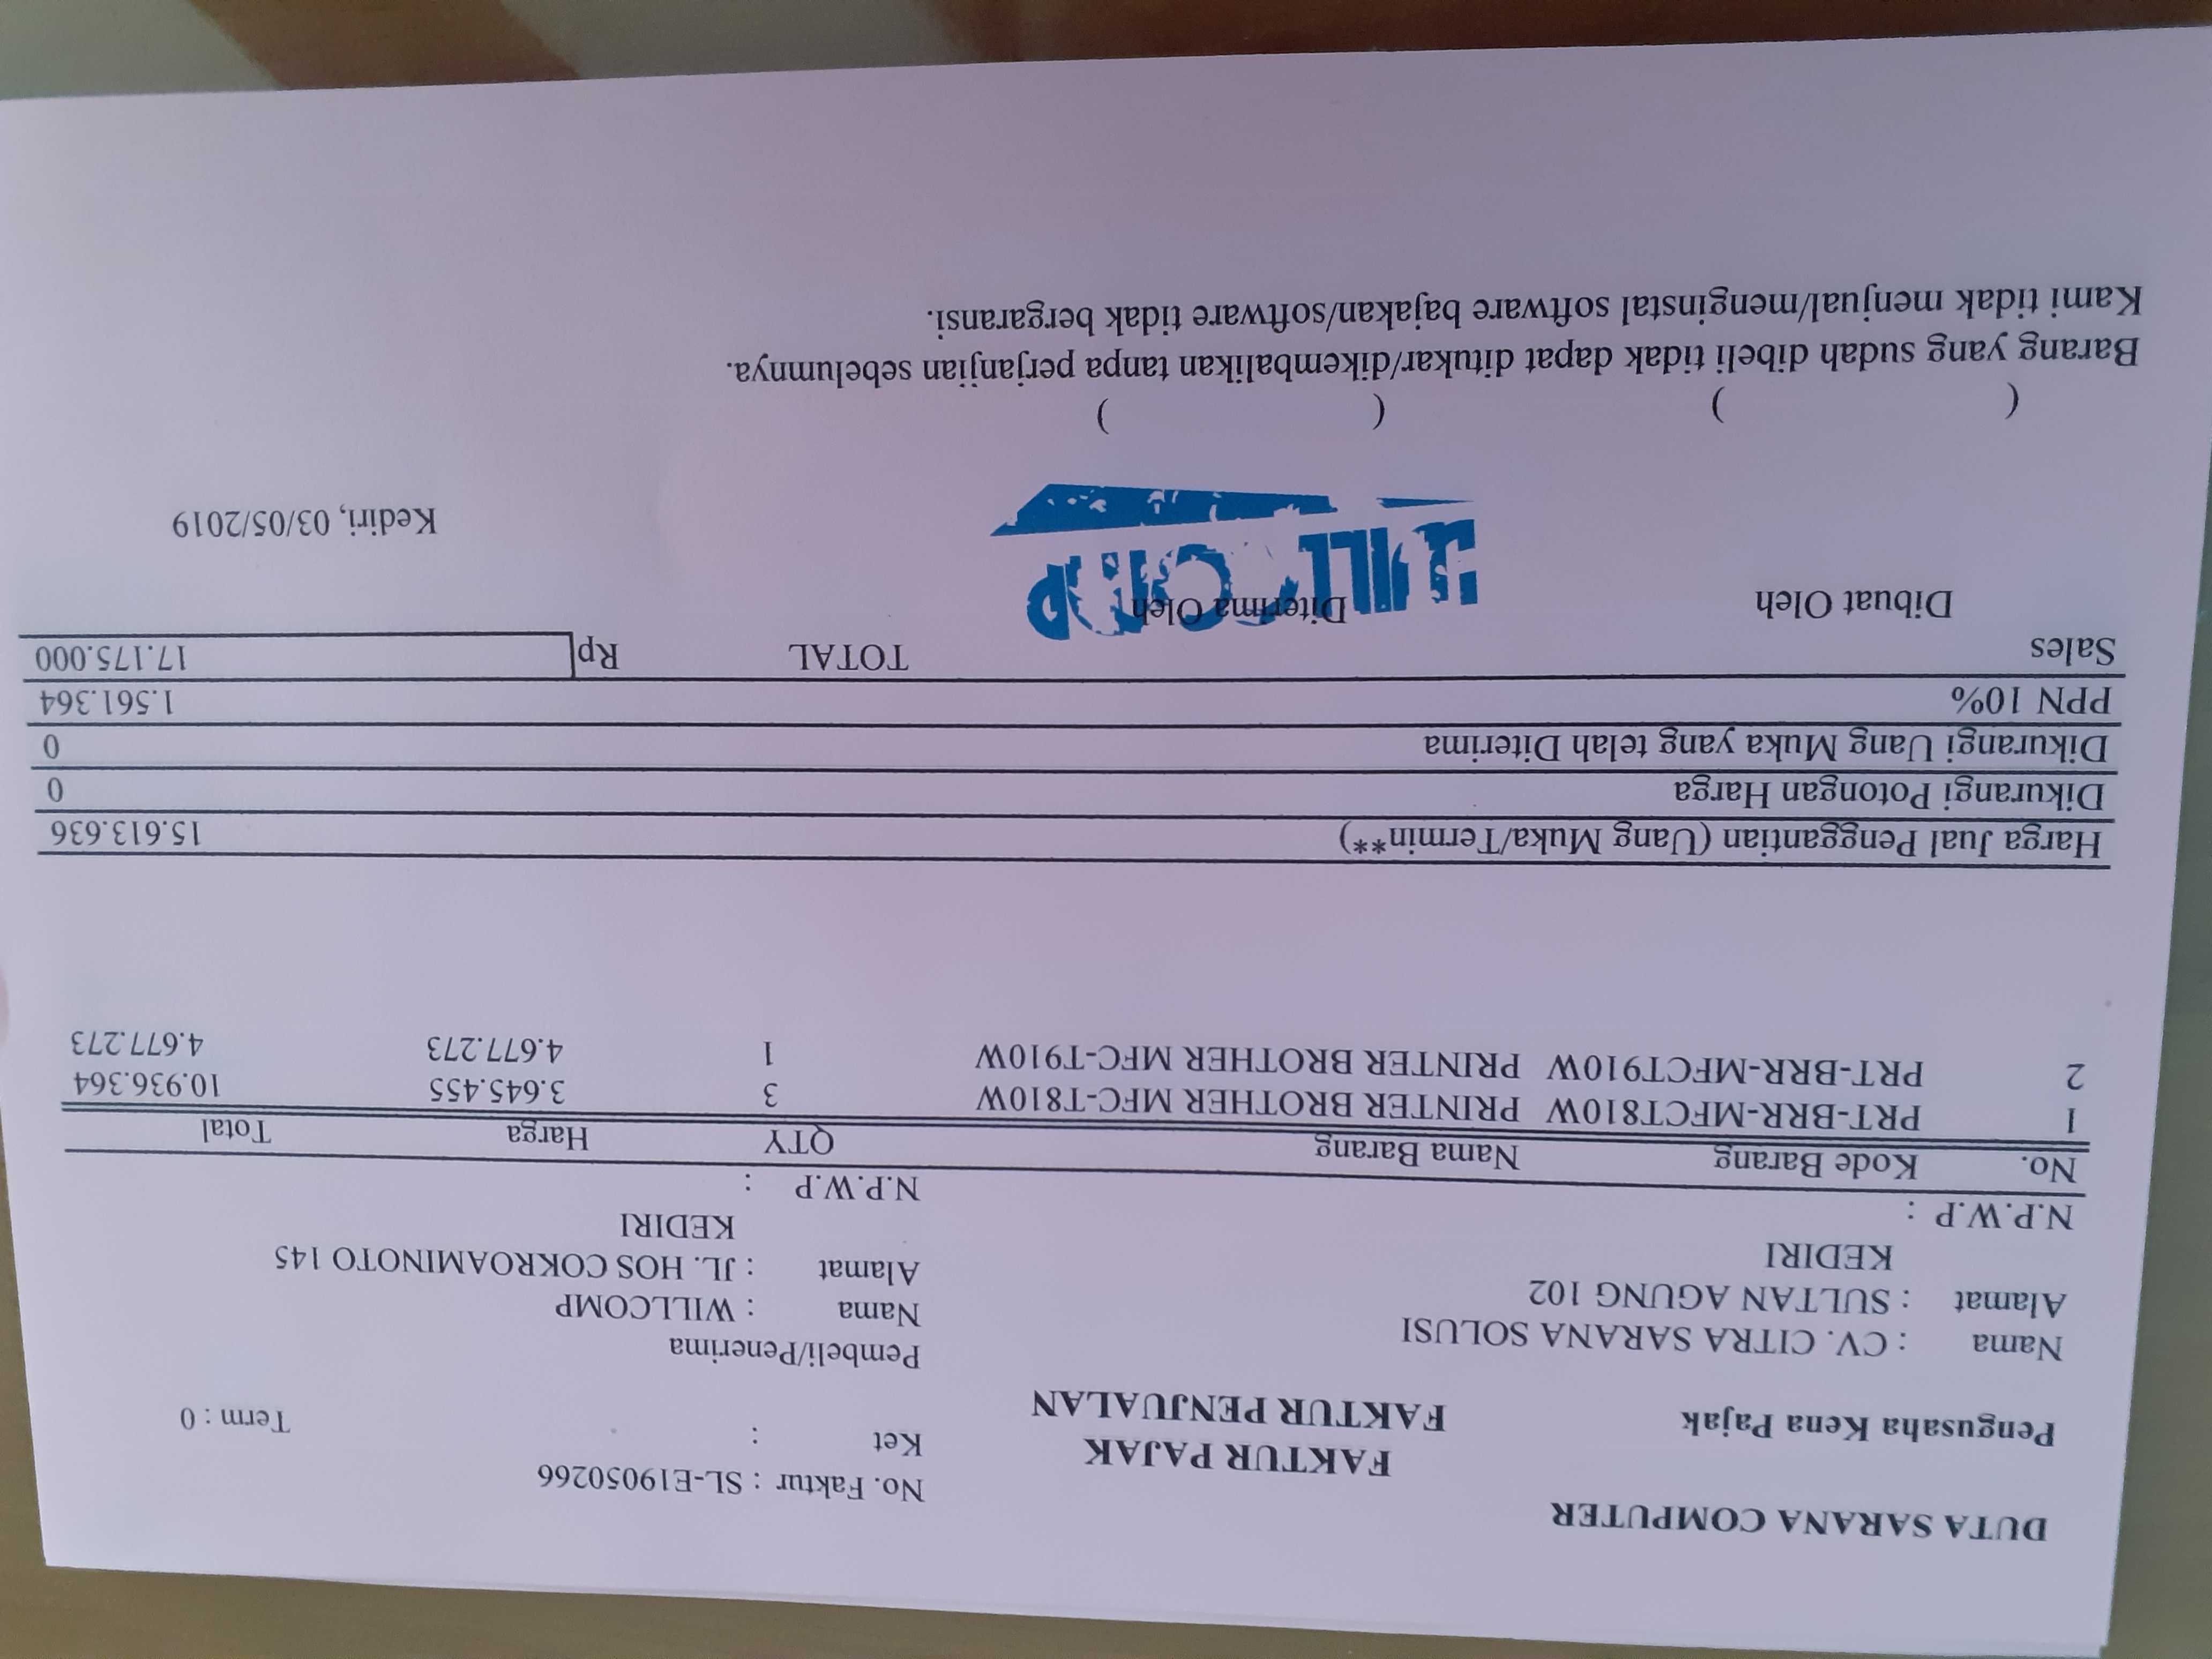 DUTA SARANA COMPUTER
No. Faktur : SL-E19050266
FAKTUR PAJAK
Ket :
Term : 0
Pengusaha Kena Pajak
FAKTUR PENJUALAN
Nama : CV. CITRA SARANA SOLUSI
Alamat : SULTAN AGUNG 102
KEDIRI
N.P.W.P :
Pembeli/Penerima
Nama : WILLCOMP
Alamat : JL. HOS COKROAMINOTO 145
KEDIRI
N.P.W.P :
No. Kode Barang Nama Barang QTY Harga Total
1 PRT-BRR-MFCT810W PRINTER BROTHER MFC-T810W 3 3.645.455 10.936.364
2 PRT-BRR-MFCT910W PRINTER BROTHER MFC-T910W 1 4.677.273 4.677.273
Harga Jual Penggantian (Uang Muka/Termin**) 15.613.636
Dikurangi Potongan Harga 0
Dikurangi Uang Muka yang telah Diterima 0
PPN 10% 1.561.364
Sales TOTAL Rp 17.175.000
Dibuat Oleh Diterima Oleh
WILLCOMP
Kediri, 03/05/2019
( ) ( )
Barang yang sudah dibeli tidak dapat ditukar/dikembalikan tanpa perjanjian sebelumnya.
Kami tidak menjual/menginstal software bajakan/software tidak bergaransi.